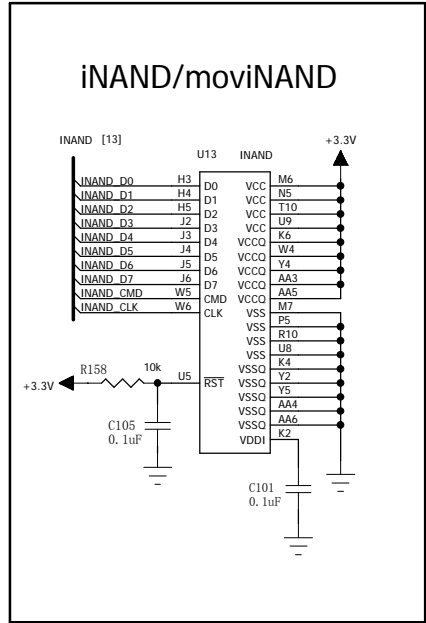 iNAND/moviNAND
INAND [13]
U13 INAND
+3.3V
INAND_D0 H3 D0 VCC M6
INAND_D1 H4 D1 VCC N5
INAND_D2 H5 D2 VCC T10
INAND_D3 J2 D3 VCC U9
INAND_D4 J3 D4 VCCQ K6
INAND_D5 J4 D5 VCCQ W4
INAND_D6 J5 D6 VCCQ Y4
INAND_D7 J6 D7 VCCQ AA3
INAND_CMD W5 CMD VCCQ AA5
INAND_CLK W6 CLK VSS M7
VSS P5
VSS R10
VSS U8
VSSQ K4
+3.3V R158 10k U5 RST VSSQ Y2
VSSQ Y5
VSSQ AA4
VSSQ AA6
VDDI K2
C105
0.1uF
C101
0.1uF